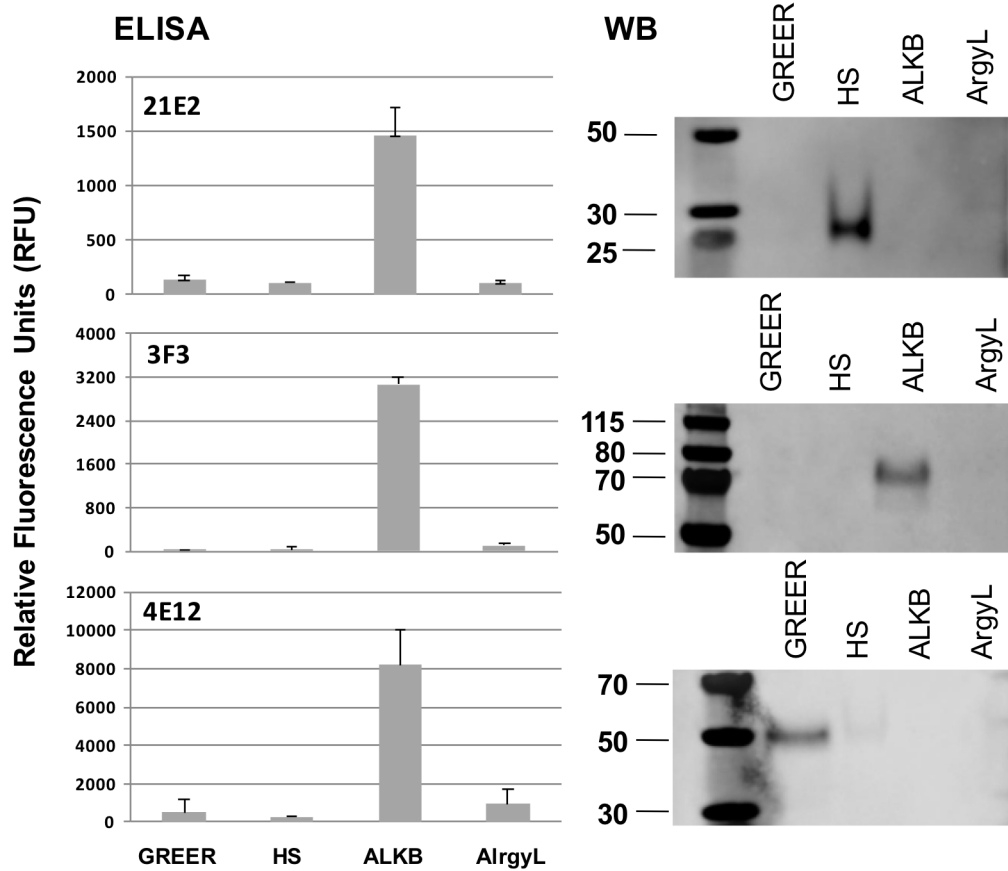 ELISA
WB
Relative Fluorescence Units (RFU)
2000
1500
1000
500
0
21E2
4000
3200
2400
1600
800
0
3F3
12000
10000
8000
6000
4000
2000
0
4E12
GREER HS ALKB AlrgyL
GREER HS ALKB ArgyL
50
30
25
GREER HS ALKB ArgyL
115
80
70
50
GREER HS ALKB ArgyL
70
50
30